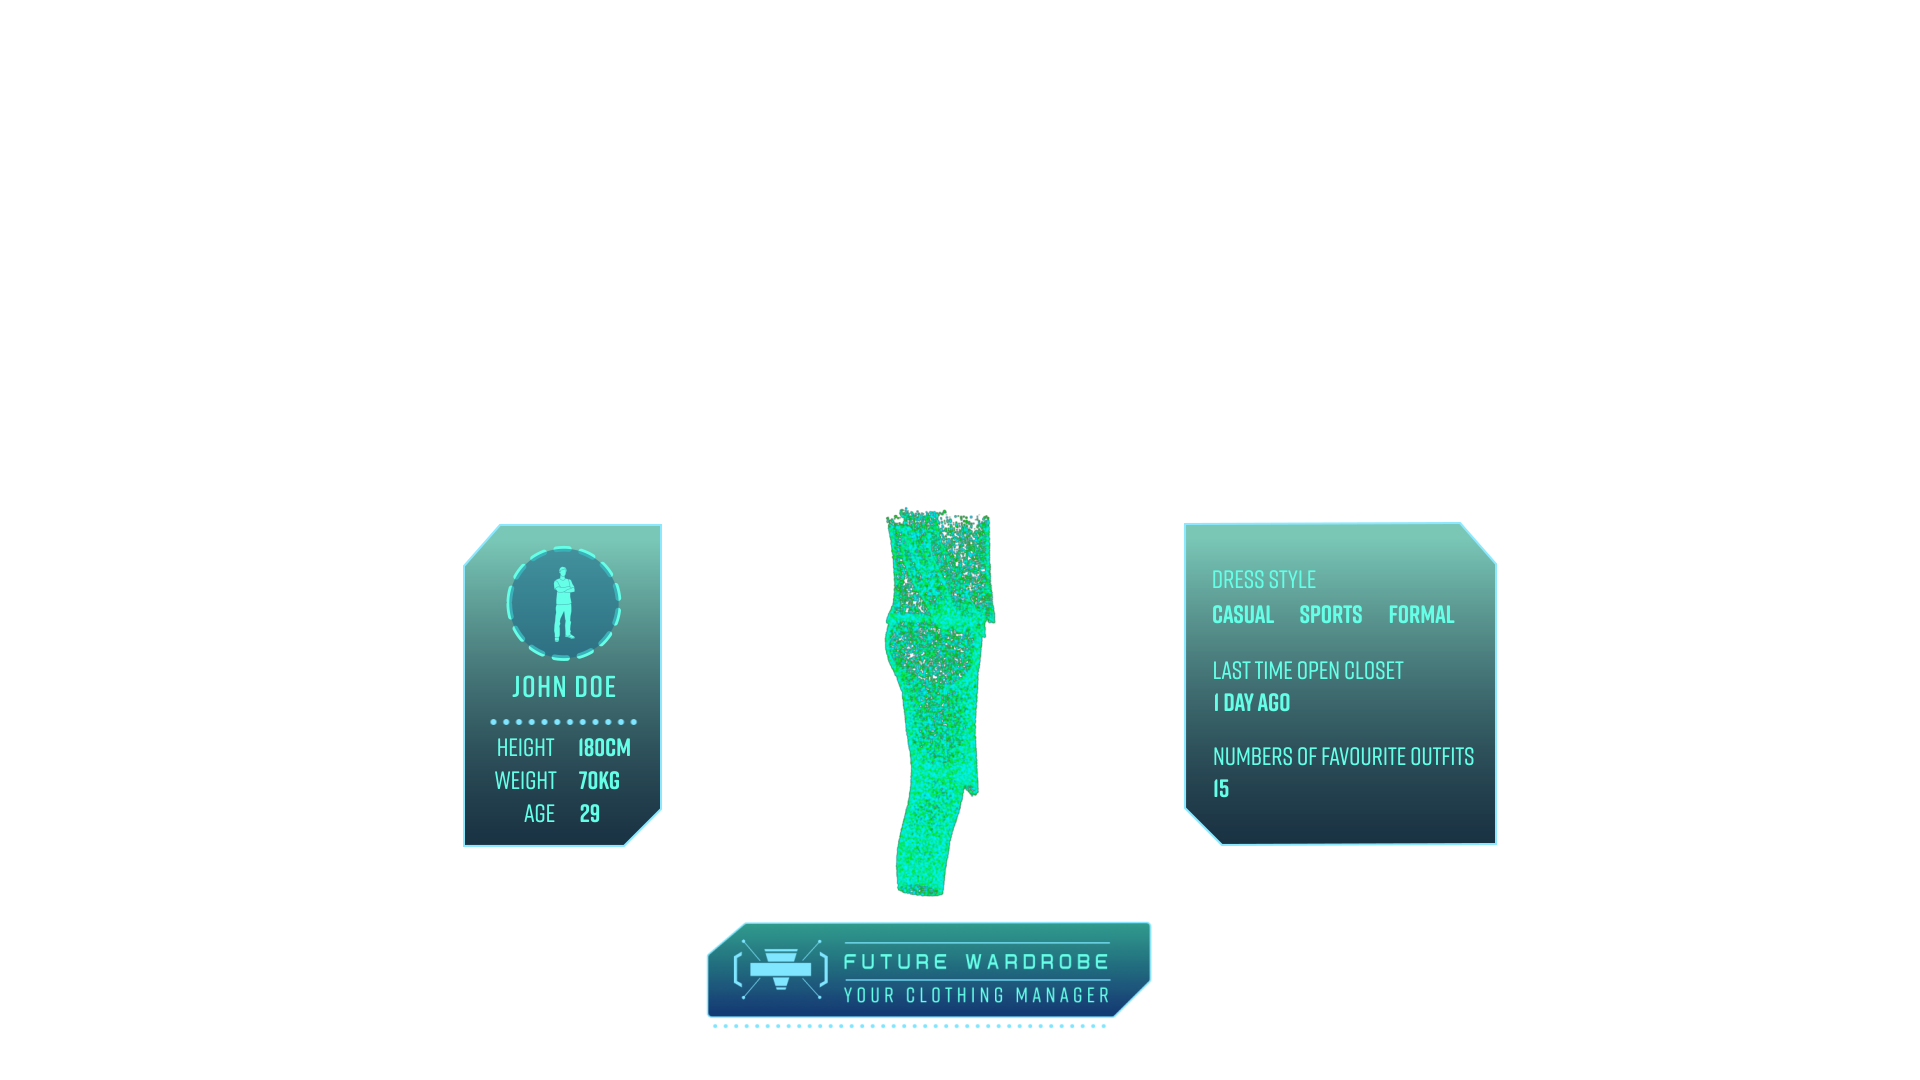 JOHN DOE
HEIGHT 180CM
WEIGHT 70KG
AGE 29
DRESS STYLE
CASUAL SPORTS FORMAL
LAST TIME OPEN CLOSET
1 DAY AGO
NUMBERS OF FAVOURITE OUTFITS
15
FUTURE WARDROBE
YOUR CLOTHING MANAGER